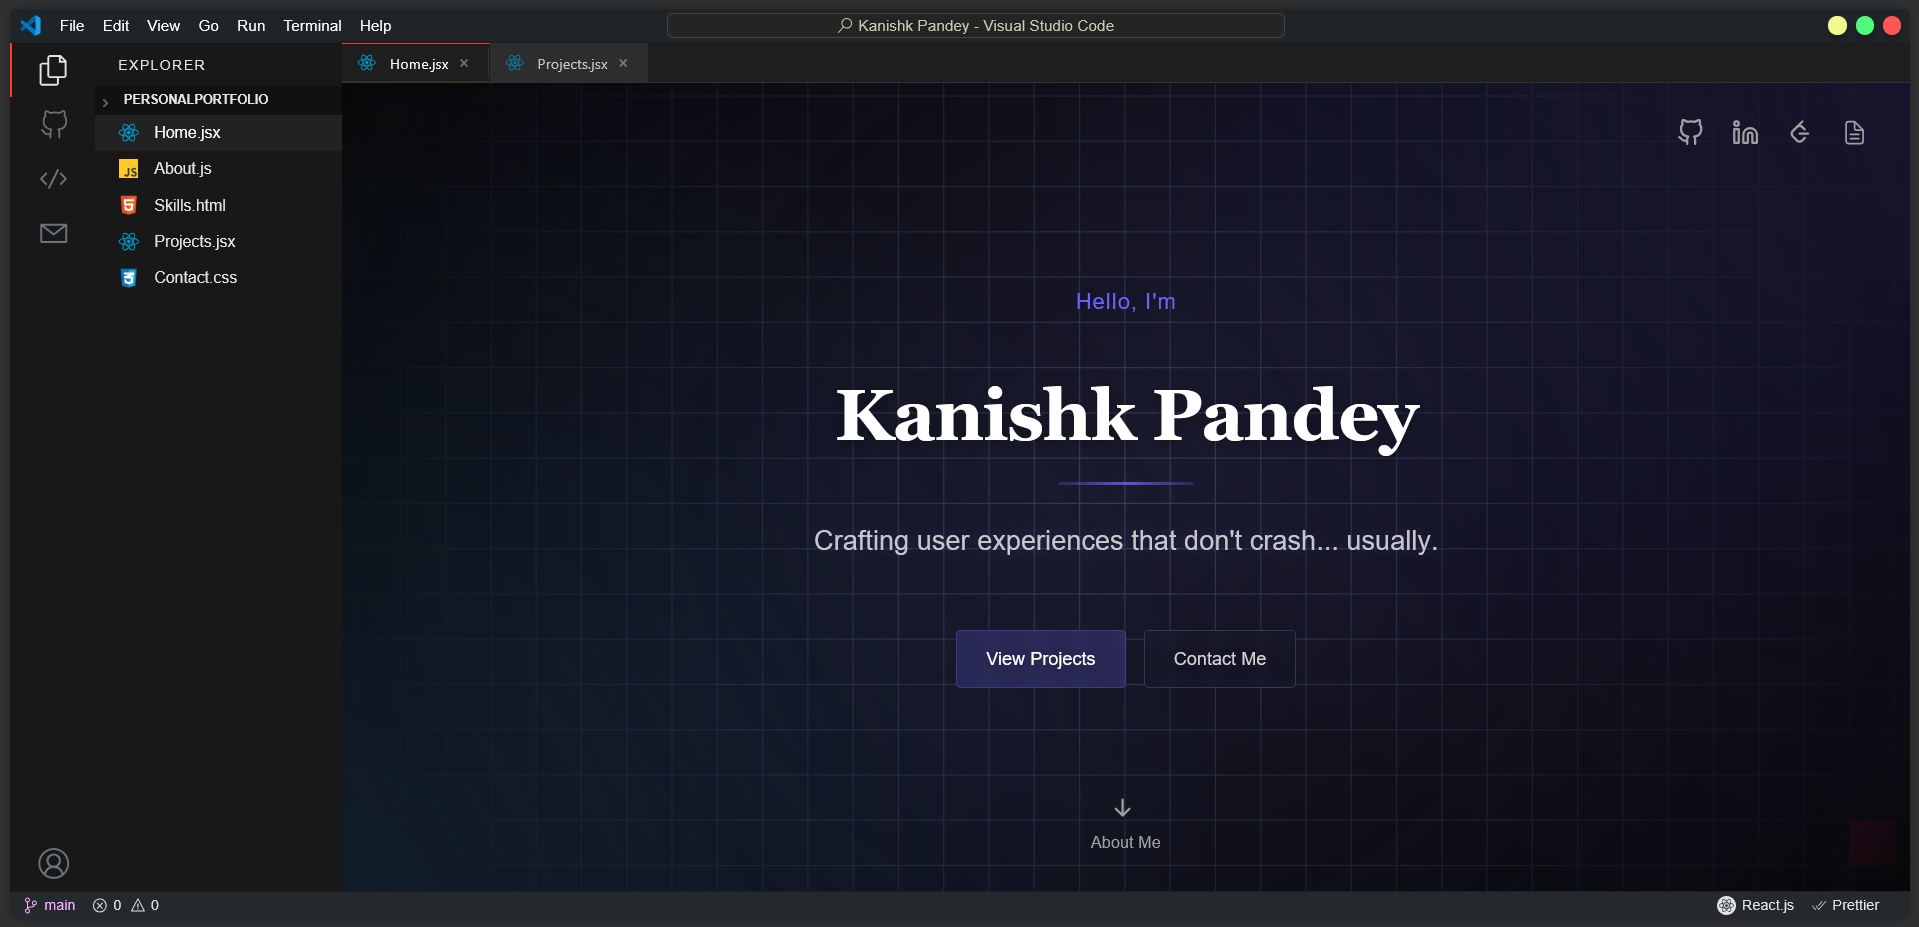 File Edit View Go Run Terminal Help
Kanishk Pandey - Visual Studio Code
EXPLORER
PERSONALPORTFOLIO
Home.jsx
JS About.js
Skills.html
Projects.jsx
Contact.css
Home.jsx × Projects.jsx ×
Hello, I'm
Kanishk Pandey
Crafting user experiences that don't crash... usually.
View Projects Contact Me
About Me
main 0 0 React.js Prettier